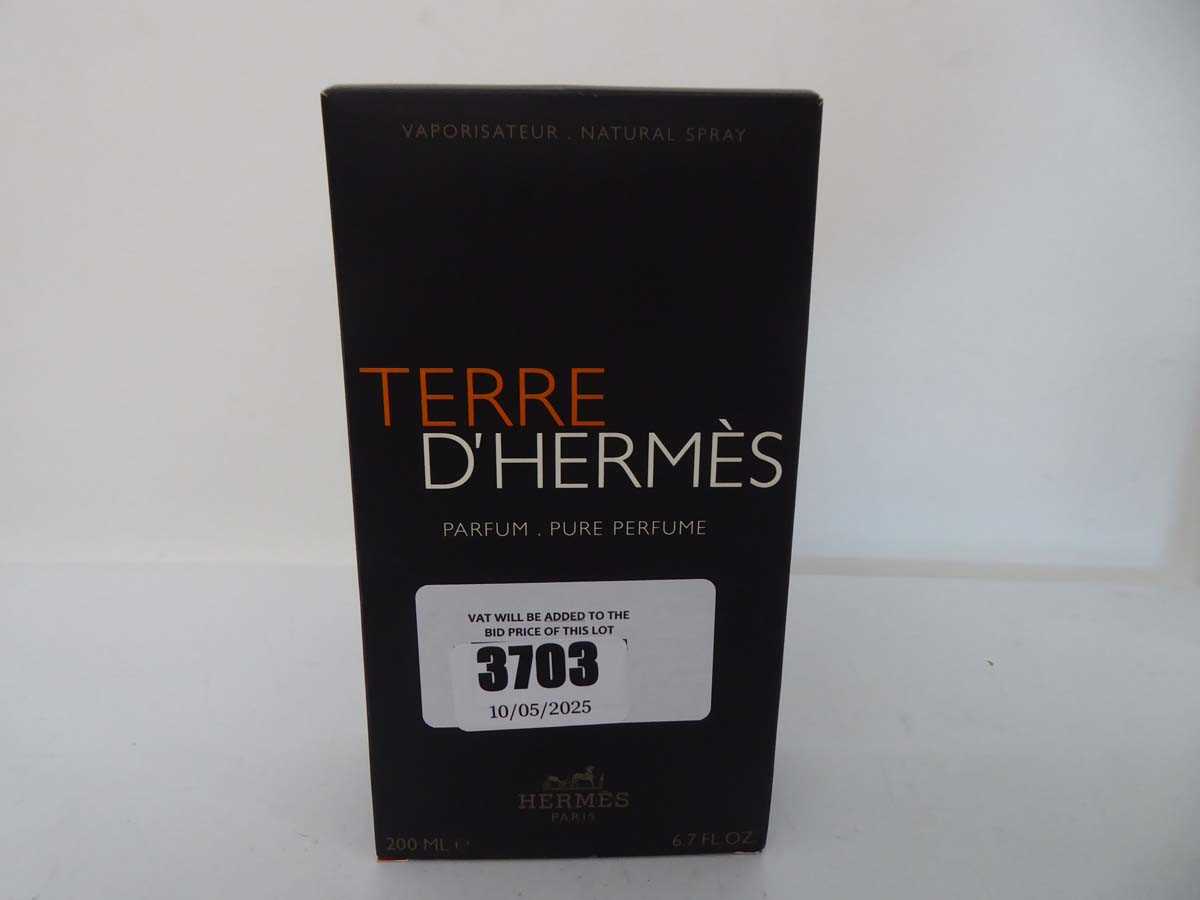 VAPORISATEUR . NATURAL SPRAY
TERRE
D'HERMÈS
PARFUM . PURE PERFUME
VAT WILL BE ADDED TO THE
BID PRICE OF THIS LOT
3703
10/05/2025
HERMÈS
PARIS
200 ML ℮ 6.7 FL.OZ.